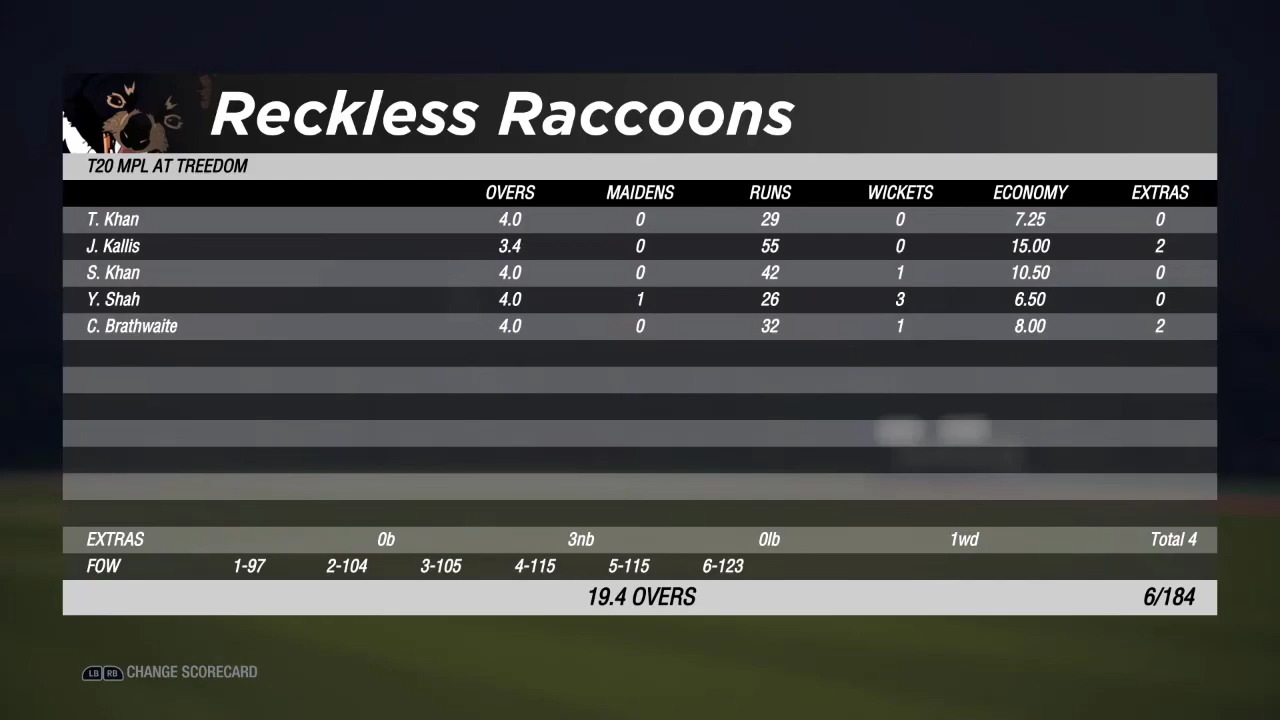 Reckless Raccoons
T20 MPL AT TREEDOM
OVERS MAIDENS RUNS WICKETS ECONOMY EXTRAS
T. Khan 4.0 0 29 0 7.25 0
J. Kallis 3.4 0 55 0 15.00 2
S. Khan 4.0 0 42 1 10.50 0
Y. Shah 4.0 1 26 3 6.50 0
C. Brathwaite 4.0 0 32 1 8.00 2
EXTRAS 0b 3nb 0lb 1wd Total 4
FOW 1-97 2-104 3-105 4-115 5-115 6-123
19.4 OVERS 6/184
LB RB CHANGE SCORECARD